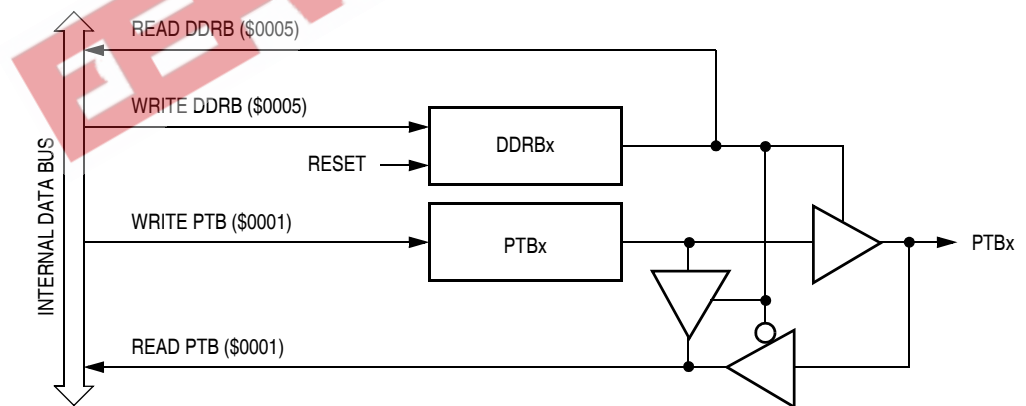 READ DDRB ($0005)
WRITE DDRB ($0005)
DDRBx
RESET
INTERNAL DATA BUS
WRITE PTB ($0001)
PTBx
PTBx
READ PTB ($0001)